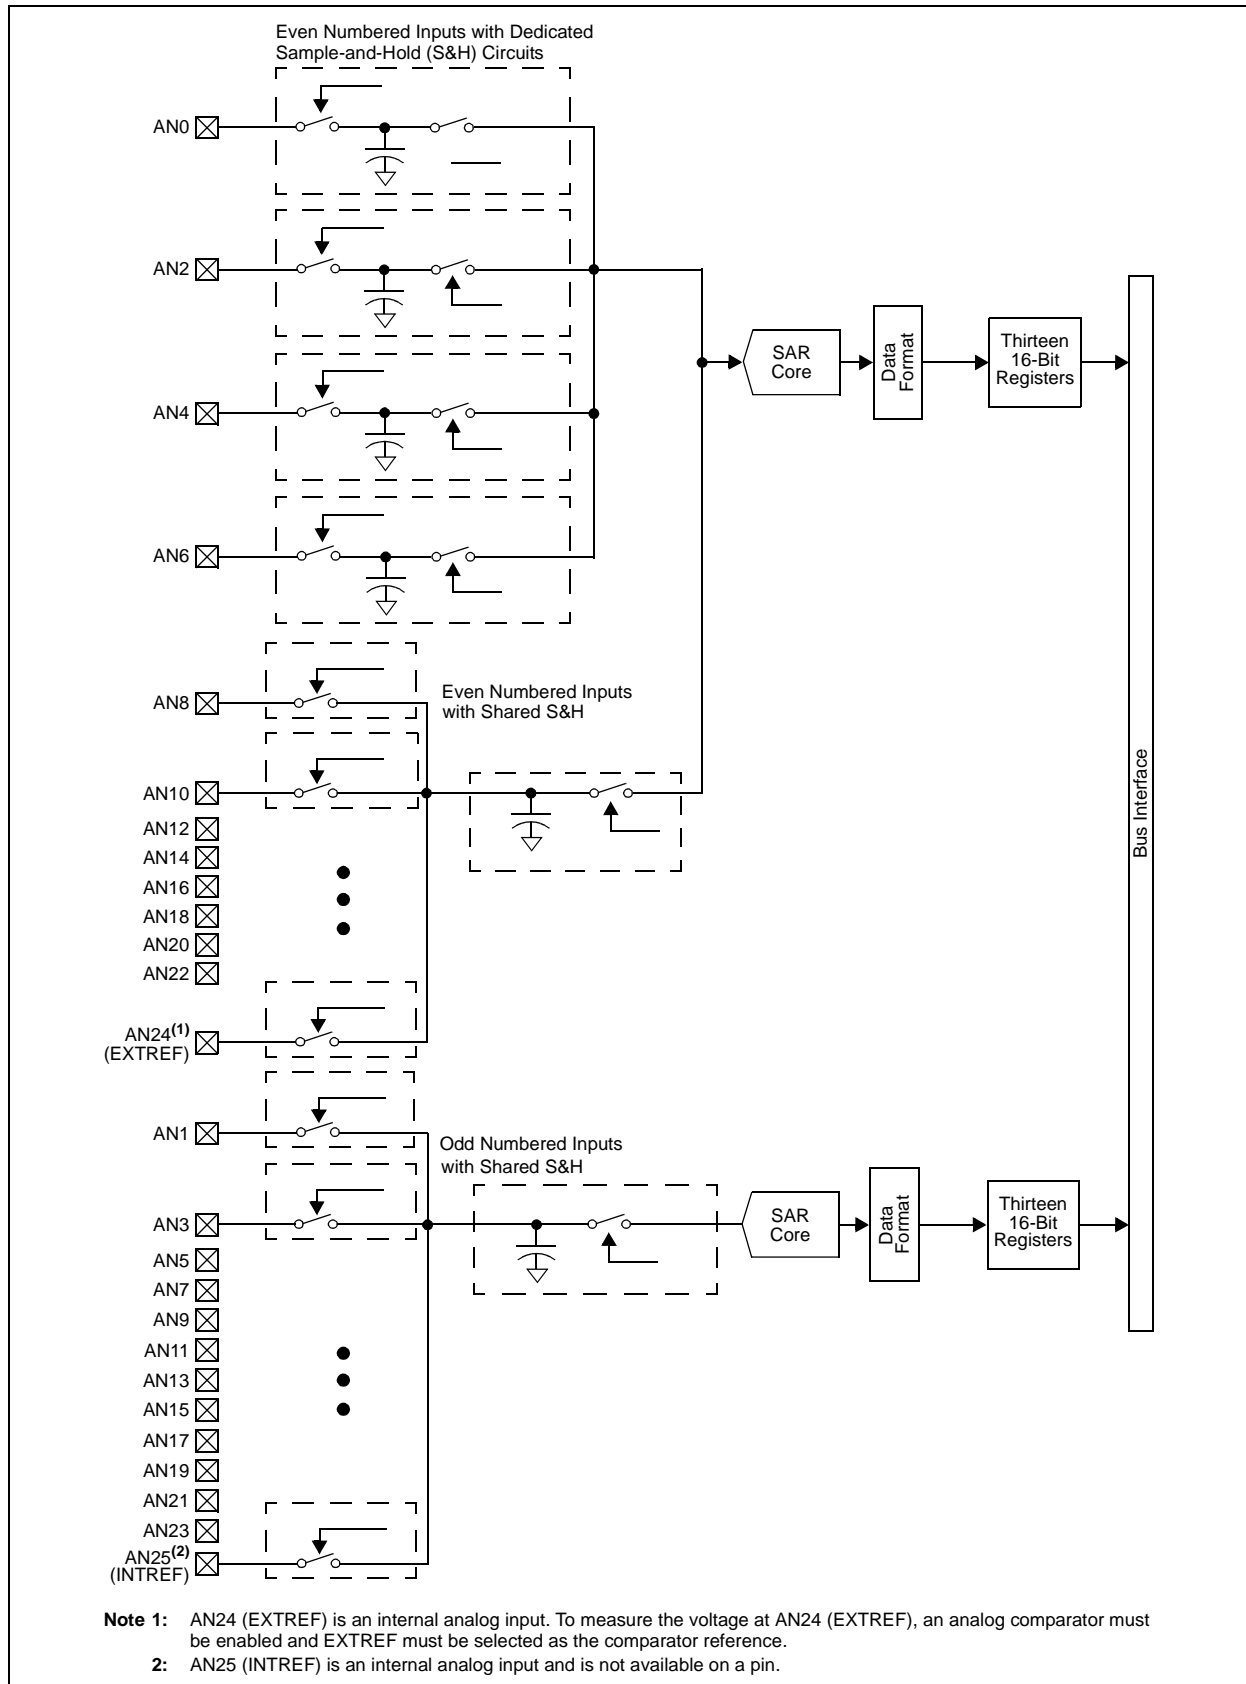 Even Numbered Inputs with Dedicated
Sample-and-Hold (S&H) Circuits
AN0
AN2
AN4
AN6
SAR
Core
Data
Format
Thirteen
16-Bit
Registers
AN8
Even Numbered Inputs
with Shared S&H
AN10
AN12
AN14
AN16
AN18
AN20
AN22
AN24(1)
(EXTREF)
Bus Interface
AN1
Odd Numbered Inputs
with Shared S&H
AN3
SAR
Core
Data
Format
Thirteen
16-Bit
Registers
AN5
AN7
AN9
AN11
AN13
AN15
AN17
AN19
AN21
AN23
AN25(2)
(INTREF)
Note 1: AN24 (EXTREF) is an internal analog input. To measure the voltage at AN24 (EXTREF), an analog comparator must
be enabled and EXTREF must be selected as the comparator reference.
2: AN25 (INTREF) is an internal analog input and is not available on a pin.